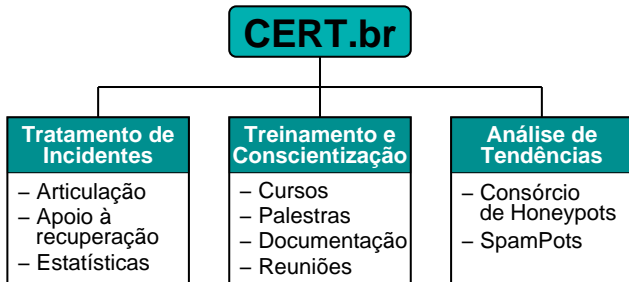 CERT.br
Tratamento de
Incidentes
– Articulação
– Apoio à
recuperação
– Estatísticas
Treinamento e
Conscientização
– Cursos
– Palestras
– Documentação
– Reuniões
Análise de
Tendências
– Consórcio
de Honeypots
– SpamPots